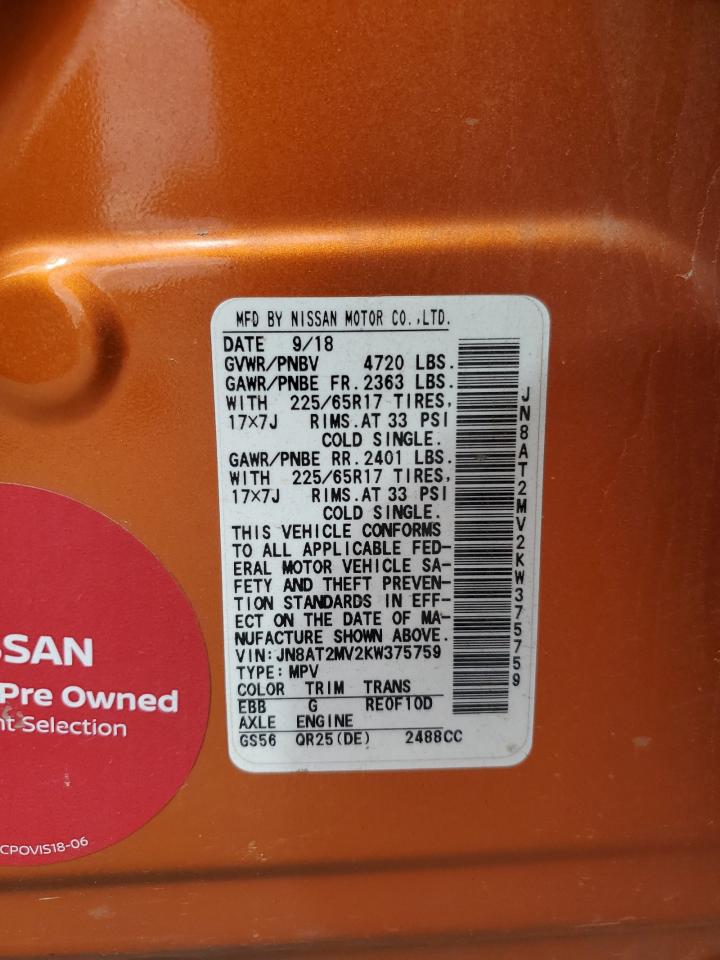 MFD BY NISSAN MOTOR CO.,LTD.
DATE 9/18
GVWR/PNBV 4720 LBS.
GAWR/PNBE FR.2363 LBS.
WITH 225/65R17 TIRES,
17×7J RIMS.AT 33 PSI
COLD SINGLE.
GAWR/PNBE RR.2401 LBS.
WITH 225/65R17 TIRES,
17×7J RIMS.AT 33 PSI
COLD SINGLE.
THIS VEHICLE CONFORMS
TO ALL APPLICABLE FED-
ERAL MOTOR VEHICLE SA-
FETY AND THEFT PREVEN-
TION STANDARDS IN EFF-
ECT ON THE DATE OF MA-
NUFACTURE SHOWN ABOVE.
VIN:JN8AT2MV2KW375759
TYPE:MPV
COLOR TRIM TRANS
EBB G RE0F10D
AXLE ENGINE
GS56 QR25(DE) 2488CC
JN8AT2MV2KW375759
SSAN
Pre Owned
nt Selection
CPOVIS18-06